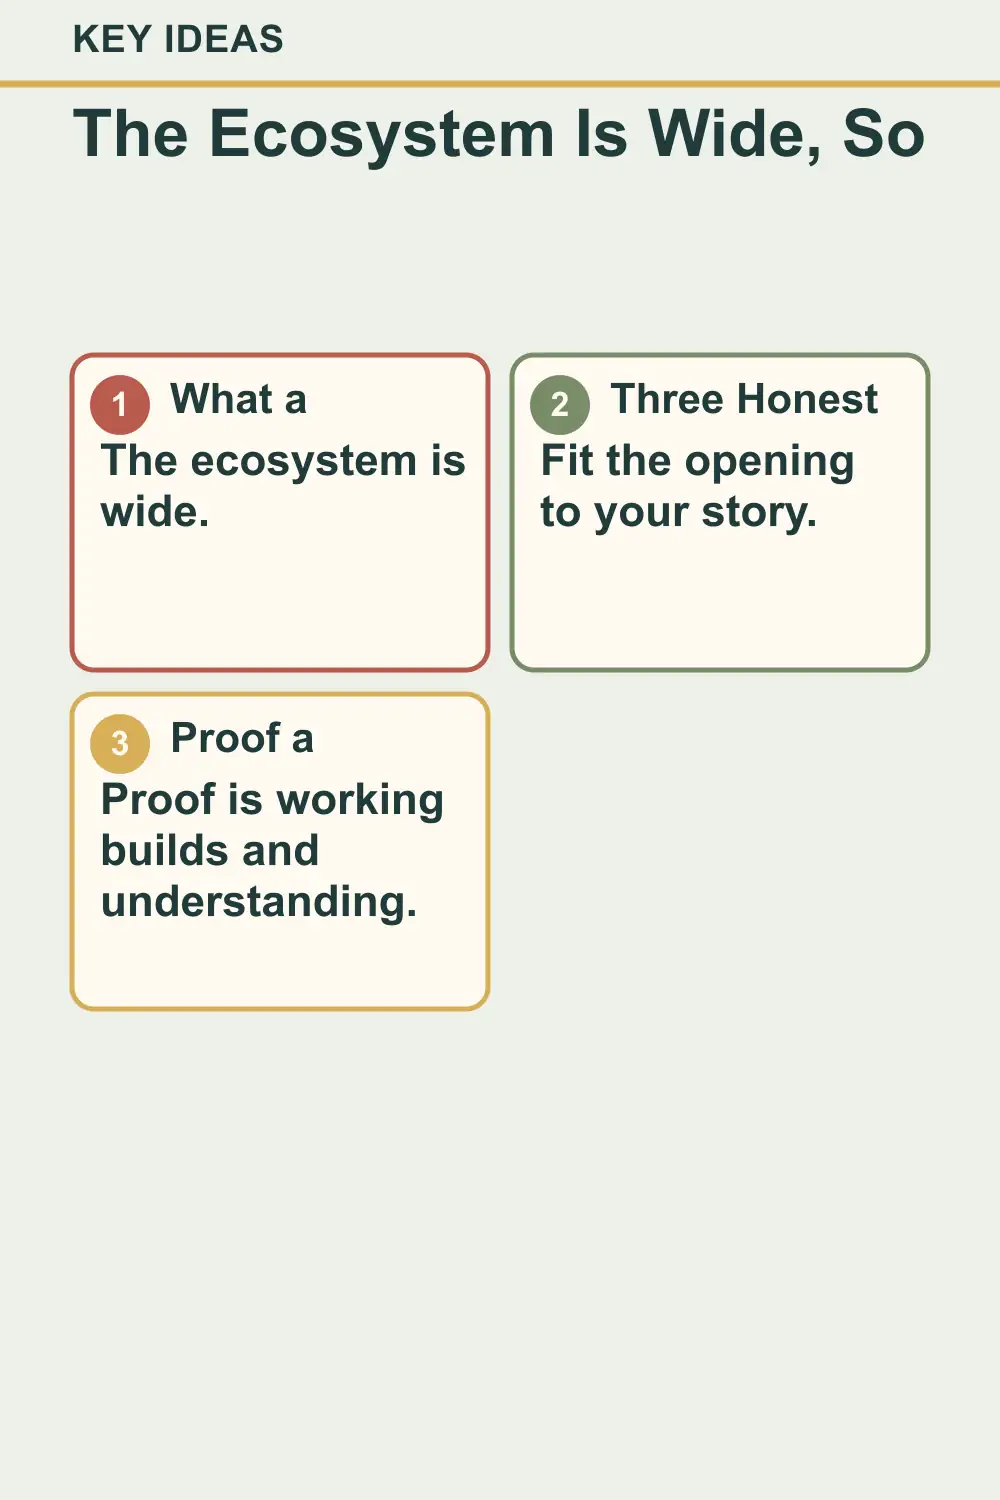 KEY IDEAS
The Ecosystem Is Wide, So
1 What a
The ecosystem is
wide.
2 Three Honest
Fit the opening
to your story.
3 Proof a
Proof is working
builds and
understanding.